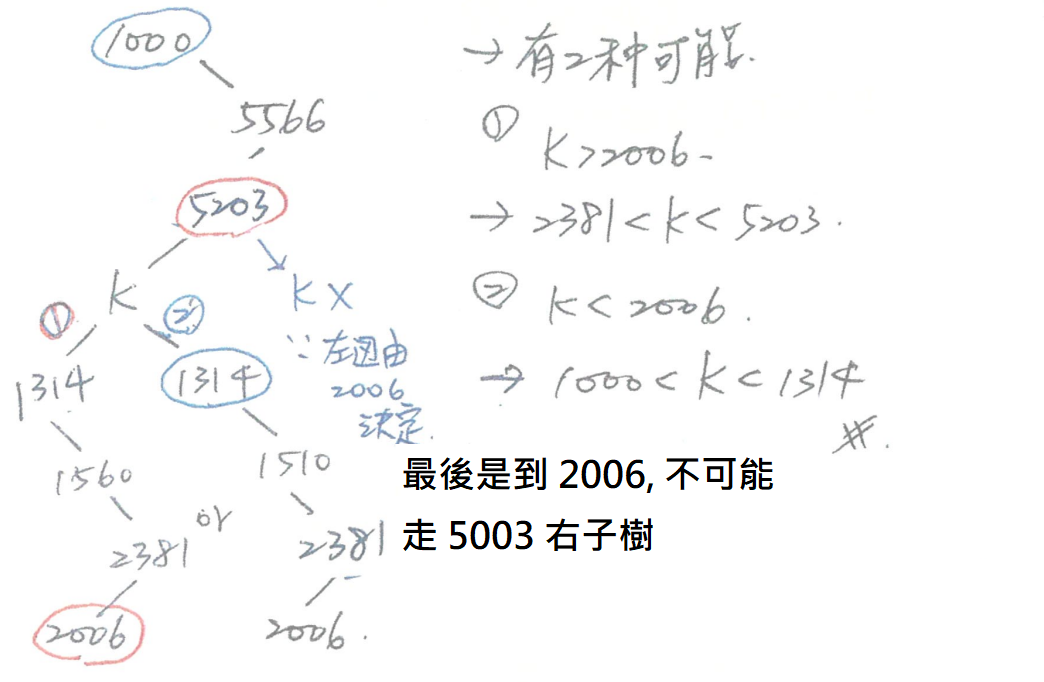 1000
5566
5203
K
K X
① ②
∵ 左邊由
2006
決定.
1314
1314
1560
1510
or
2381
2381
2006
2006.
→ 有2种可能.
①
K>2006-
→ 2381<K< 5203.
②
K< 2006.
→ 1000 < K < 1314
#.
最後是到 2006, 不可能
走 5003 右子樹